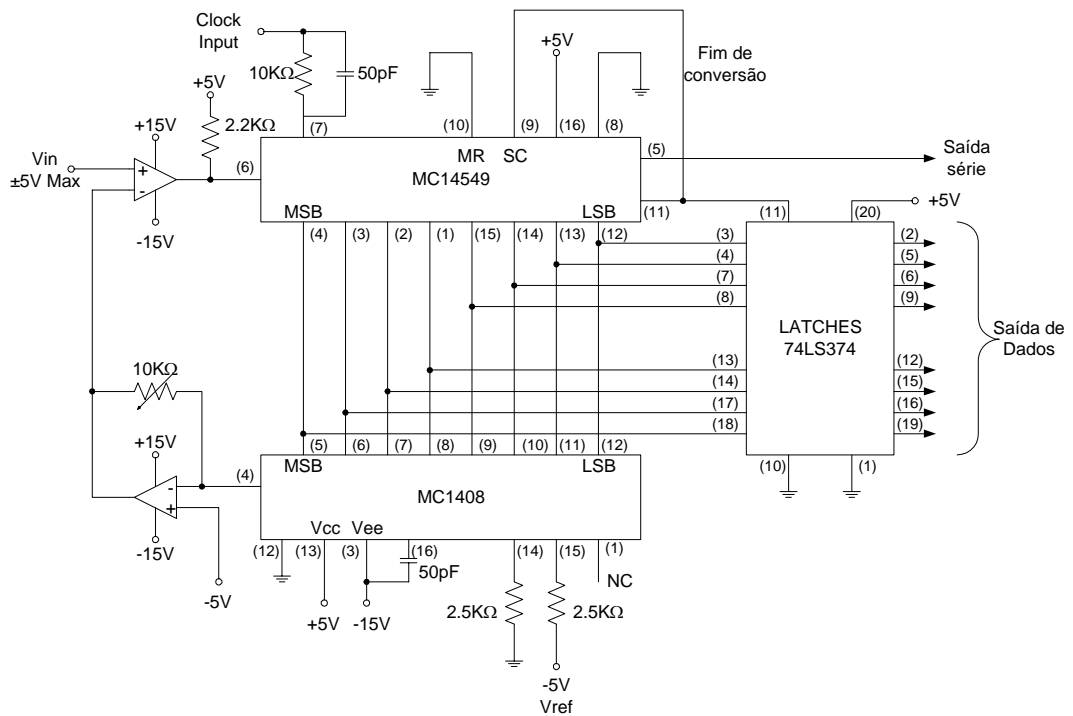 Clock
Input
10KΩ
50pF
+5V
Fim de
conversão
+5V
2.2KΩ
+15V
Vin
±5V Max
-15V
(6)
(7)
(10)
(9)
(16)
(8)
MR SC
MC14549
MSB
LSB
(5)
(11)
Saída
série
(4)
(3)
(2)
(1)
(15)
(14)
(13)
(12)
(11)
(20)
+5V
(3)
(4)
(7)
(8)
(13)
(14)
(17)
(18)
LATCHES
74LS374
(2)
(5)
(6)
(9)
(12)
(15)
(16)
(19)
(10)
(1)
Saída de
Dados
10KΩ
+15V
-15V
-5V
(4)
(5)
(6)
(7)
(8)
(9)
(10)
(11)
(12)
MSB
LSB
MC1408
Vcc
Vee
(12)
(13)
(3)
(16)
50pF
(14)
(15)
(1)
NC
+5V
-15V
2.5KΩ
2.5KΩ
-5V
Vref